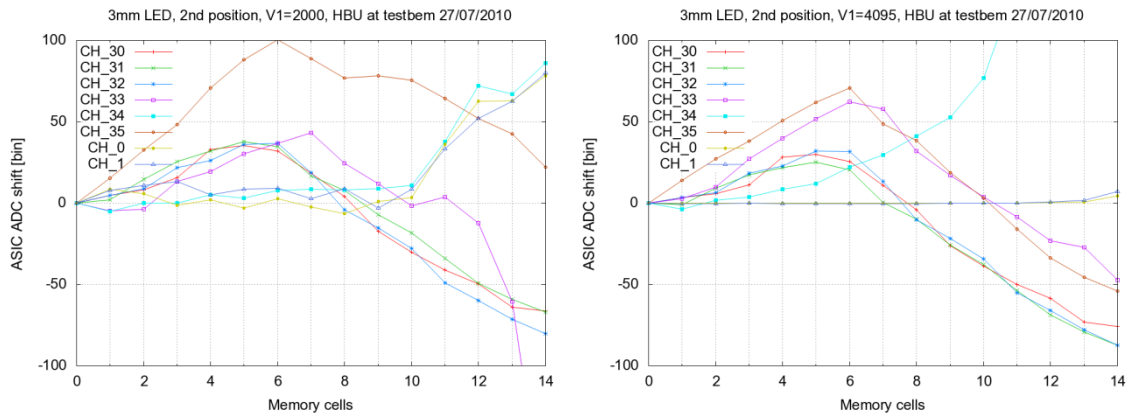 3mm LED, 2nd position, V1=2000, HBU at testbem 27/07/2010
100
50
0
-50
-100
ASIC ADC shift [bin]
CH_30
CH_31
CH_32
CH_33
CH_34
CH_35
CH_0
CH_1
0 2 4 6 8 10 12 14
Memory cells
3mm LED, 2nd position, V1=4095, HBU at testbem 27/07/2010
100
50
0
-50
-100
ASIC ADC shift [bin]
CH_30
CH_31
CH_32
CH_33
CH_34
CH_35
CH_0
CH_1
0 2 4 6 8 10 12 14
Memory cells